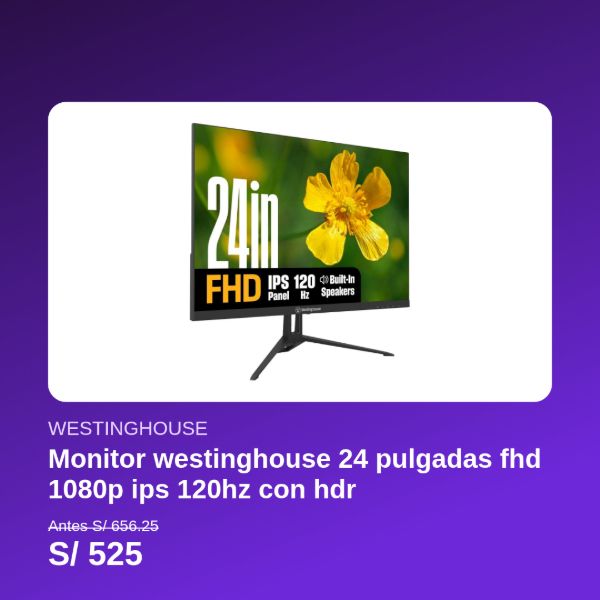 24in
FHD
IPS
Panel
120
Hz
Built-In
Speakers
Westinghouse
WESTINGHOUSE
Monitor westinghouse 24 pulgadas fhd
1080p ips 120hz con hdr
Antes S/ 656.25
S/ 525